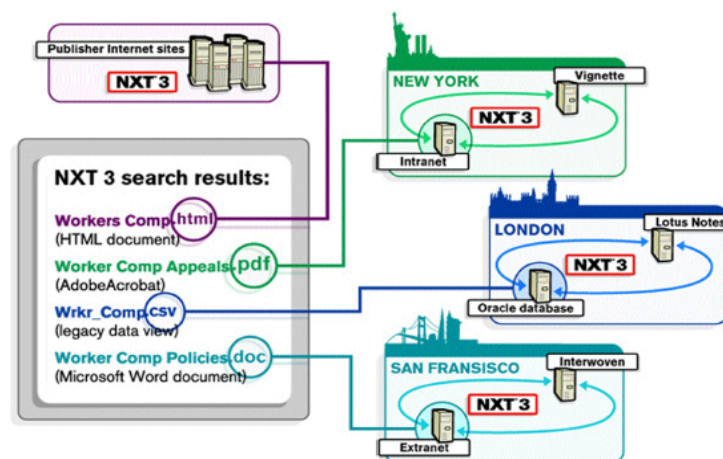 Publisher Internet sites
NXT 3
NXT 3 search results:
Workers Comp.html
(HTML document)
Worker Comp Appeals.pdf
(AdobeAcrobat)
Wrkr_Comp.csv
(legacy data view)
Worker Comp Policies.doc
(Microsoft Word document)
NEW YORK
Vignette
NXT 3
Intranet
LONDON
Lotus Notes
NXT 3
Oracle database
SAN FRANSISCO
Interwoven
NXT 3
Extranet